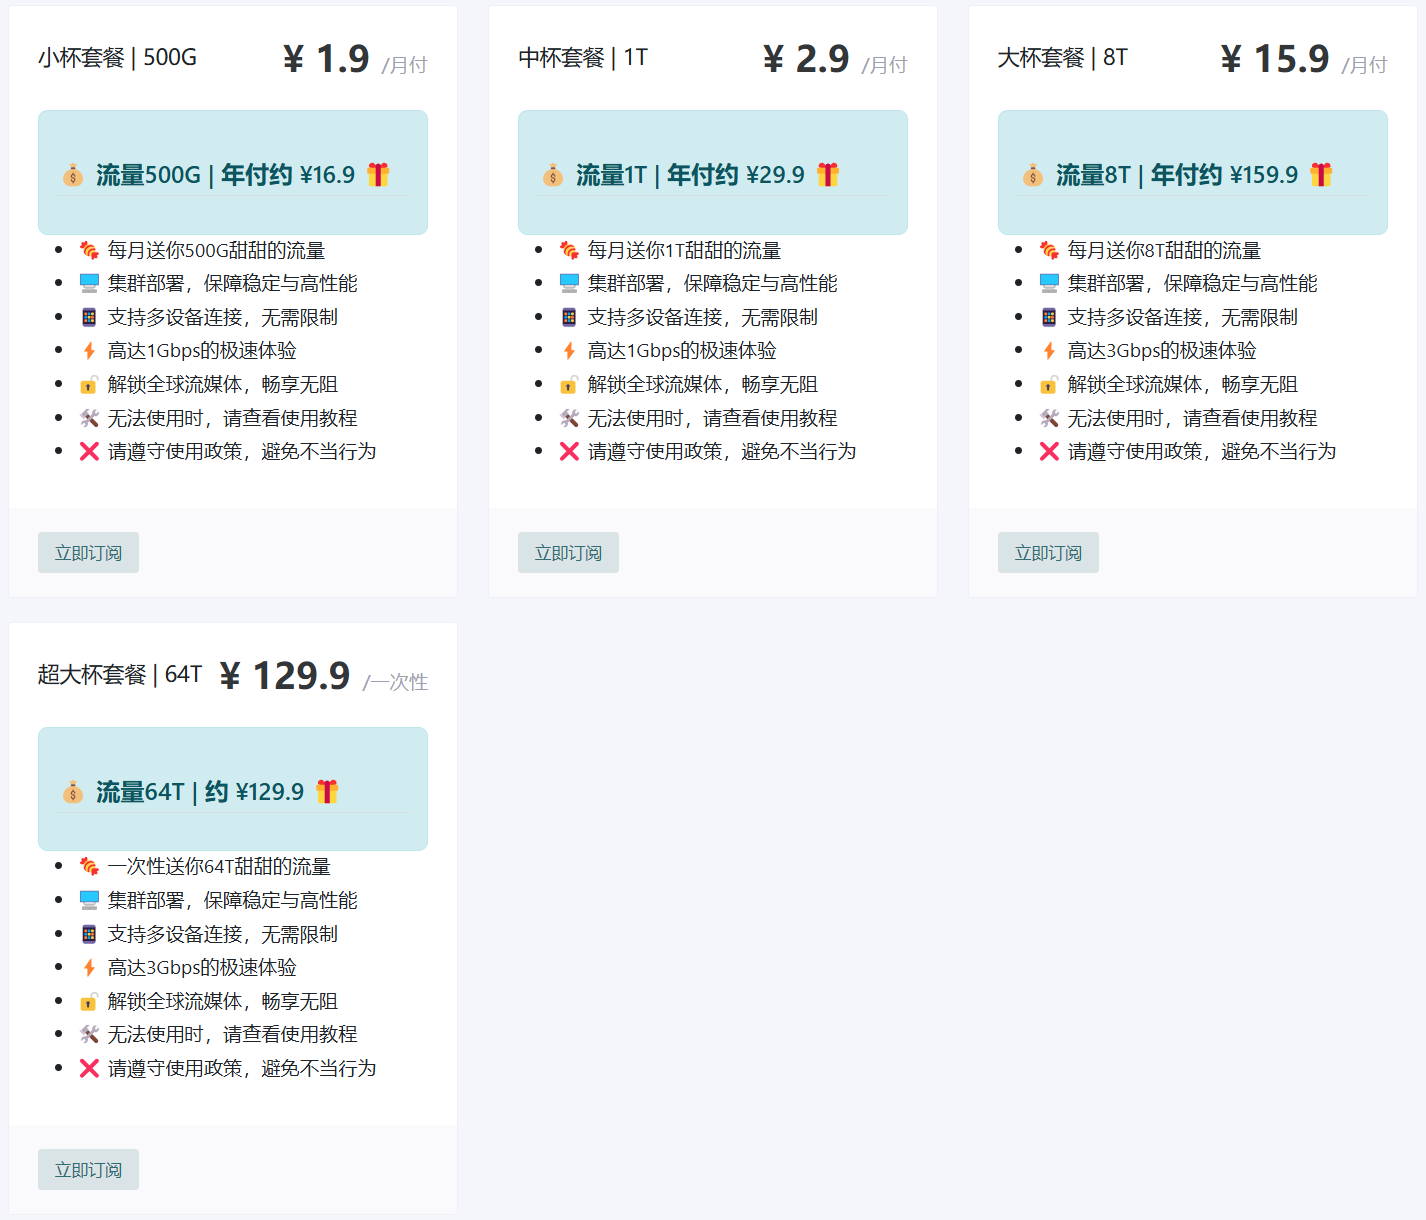 小杯套餐 | 500G
¥ 1.9 /月付
💰 流量500G | 年付约 ¥16.9 🎁
🍬 每月送你500G甜甜的流量
🖥️ 集群部署，保障稳定与高性能
📱 支持多设备连接，无需限制
⚡ 高达1Gbps的极速体验
🔓 解锁全球流媒体，畅享无阻
🛠️ 无法使用时，请查看使用教程
❌ 请遵守使用政策，避免不当行为
立即订阅
中杯套餐 | 1T
¥ 2.9 /月付
💰 流量1T | 年付约 ¥29.9 🎁
🍬 每月送你1T甜甜的流量
🖥️ 集群部署，保障稳定与高性能
📱 支持多设备连接，无需限制
⚡ 高达1Gbps的极速体验
🔓 解锁全球流媒体，畅享无阻
🛠️ 无法使用时，请查看使用教程
❌ 请遵守使用政策，避免不当行为
立即订阅
大杯套餐 | 8T
¥ 15.9 /月付
💰 流量8T | 年付约 ¥159.9 🎁
🍬 每月送你8T甜甜的流量
🖥️ 集群部署，保障稳定与高性能
📱 支持多设备连接，无需限制
⚡ 高达3Gbps的极速体验
🔓 解锁全球流媒体，畅享无阻
🛠️ 无法使用时，请查看使用教程
❌ 请遵守使用政策，避免不当行为
立即订阅
超大杯套餐 | 64T
¥ 129.9 /一次性
💰 流量64T | 约 ¥129.9 🎁
🍬 一次性送你64T甜甜的流量
🖥️ 集群部署，保障稳定与高性能
📱 支持多设备连接，无需限制
⚡ 高达3Gbps的极速体验
🔓 解锁全球流媒体，畅享无阻
🛠️ 无法使用时，请查看使用教程
❌ 请遵守使用政策，避免不当行为
立即订阅